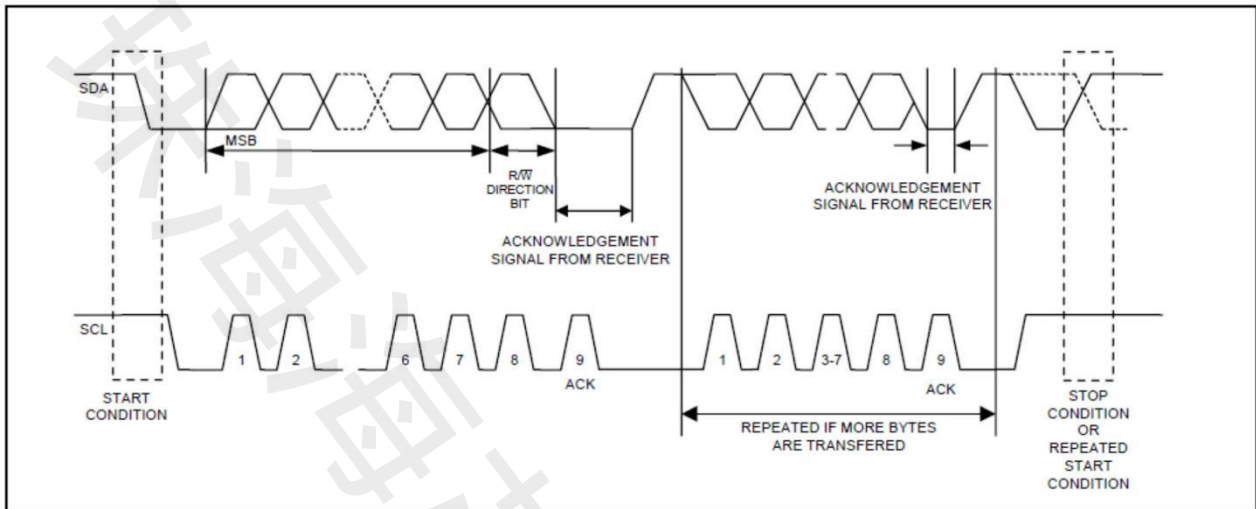 SDA
MSB
R/W
DIRECTION
BIT
ACKNOWLEDGEMENT
SIGNAL FROM RECEIVER
ACKNOWLEDGEMENT
SIGNAL FROM RECEIVER
SCL
1 2 6 7 8 9 1 2 3-7 8 9
ACK ACK
START
CONDITION
REPEATED IF MORE BYTES
ARE TRANSFERED
STOP
CONDITION
OR
REPEATED
START
CONDITION
珠海